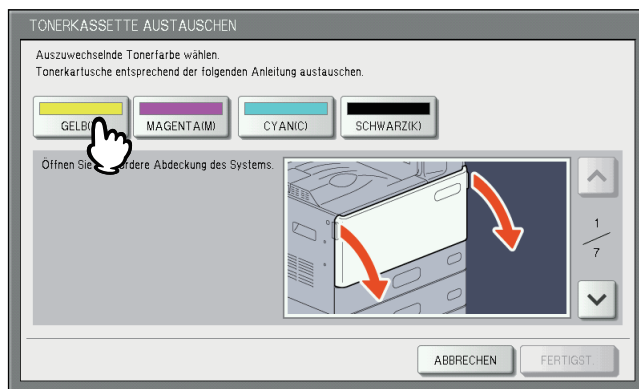 TONERKASSETTE AUSTAUSCHEN
Auszuwechselnde Tonerfarbe wählen.
Tonerkartusche entsprechend der folgenden Anleitung austauschen.
GELB( MAGENTA(M) CYAN(C) SCHWARZ(K)
Öffnen Sie vordere Abdeckung des Systems.
1
7
ABBRECHEN FERTIGST.